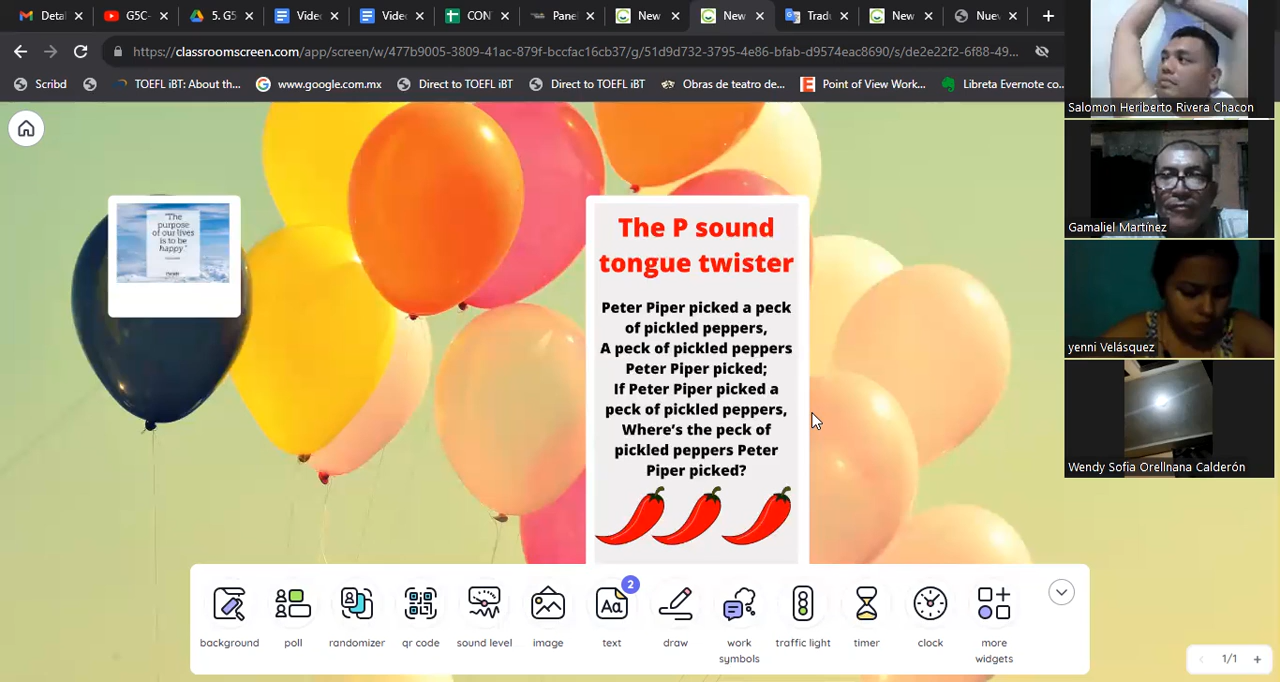 Detai
G5C-
5. G5
Video
Video
CON
Pane
New
New
Tradu
New
Nuev
https://classroomscreen.com/app/screen/w/477b9005-3809-41ac-879f-bccfac16cb37/g/51d9d732-3795-4e86-bfab-d9574eac8690/s/de2e22f2-6f88-49...
Scribd
TOEFL iBT: About th...
www.google.com.mx
Direct to TOEFL iBT
Direct to TOEFL iBT
Obras de teatro de...
Point of View Work...
Libreta Evernote co...
"The
purpose
of our lives
is to be
happy."
The P sound
tongue twister
Peter Piper picked a peck
of pickled peppers,
A peck of pickled peppers
Peter Piper picked;
If Peter Piper picked a
peck of pickled peppers,
Where's the peck of
pickled peppers Peter
Piper picked?
Salomon Heriberto Rivera Chacon
Gamaliel Martínez
yenni Velásquez
Wendy Sofia Orellnana Calderón
2
background
poll
randomizer
qr code
sound level
image
text
draw
work
symbols
traffic light
timer
clock
more
widgets
1/1